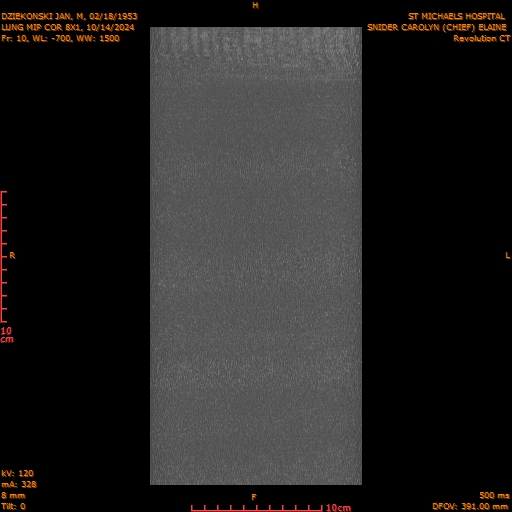 H
DZIEKONSKI JAN, M, 02/18/1953
LUNG MIP COR 8X1, 10/14/2024
Fr: 10, WL: -700, WW: 1500
ST MICHAELS HOSPITAL
SNIDER CAROLYN (CHIEF) ELAINE
Revolution CT
R
L
10
cm
kV: 120
mA: 328
8 mm
Tilt: 0
F
10cm
500 ms
DFOV: 391.00 mm